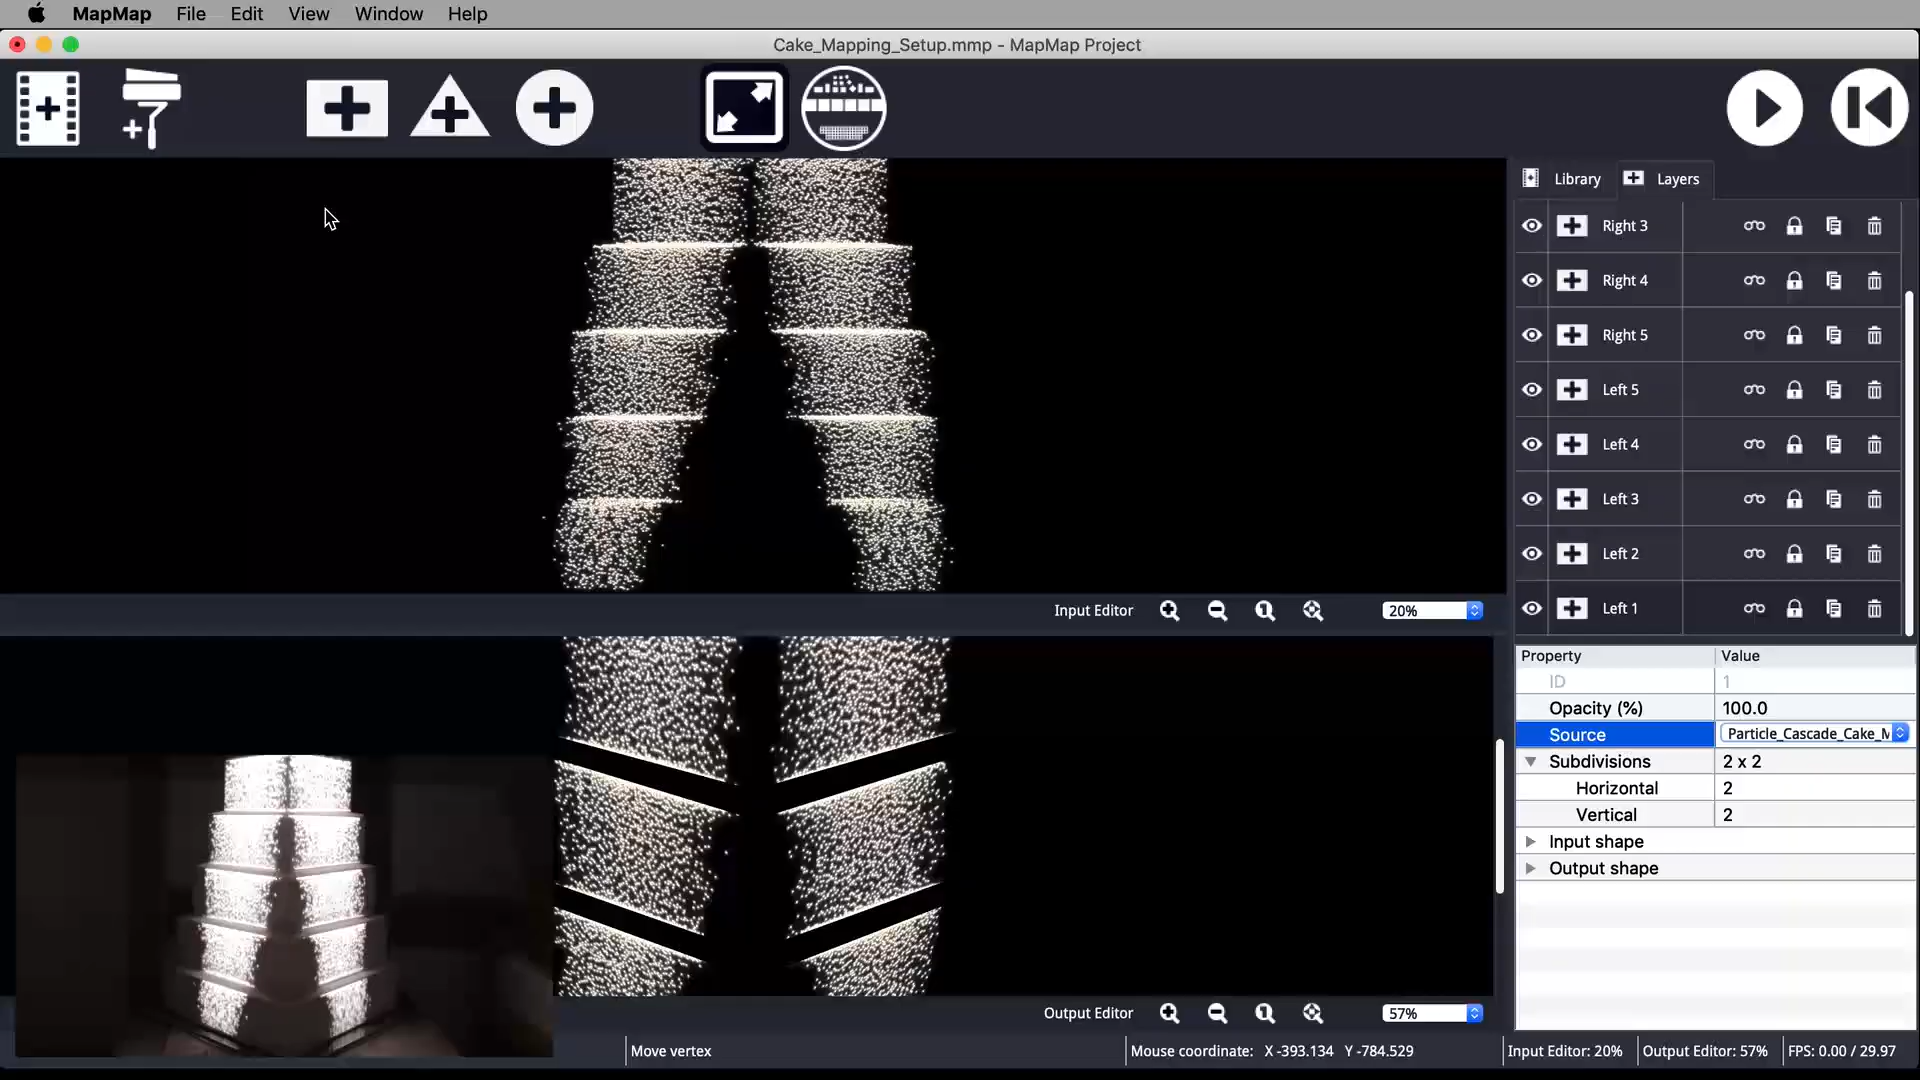 MapMap File Edit View Window Help
Cake_Mapping_Setup.mmp - MapMap Project
Library Layers
Right 3
Right 4
Right 5
Left 5
Left 4
Left 3
Left 2
Left 1
Input Editor 20%
Property Value
ID 1
Opacity (%) 100.0
Source Particle_Cascade_Cake_M
Subdivisions 2 x 2
Horizontal 2
Vertical 2
Input shape
Output shape
Output Editor 57%
Move vertex Mouse coordinate: X -393.134 Y -784.529 Input Editor: 20% Output Editor: 57% FPS: 0.00 / 29.97